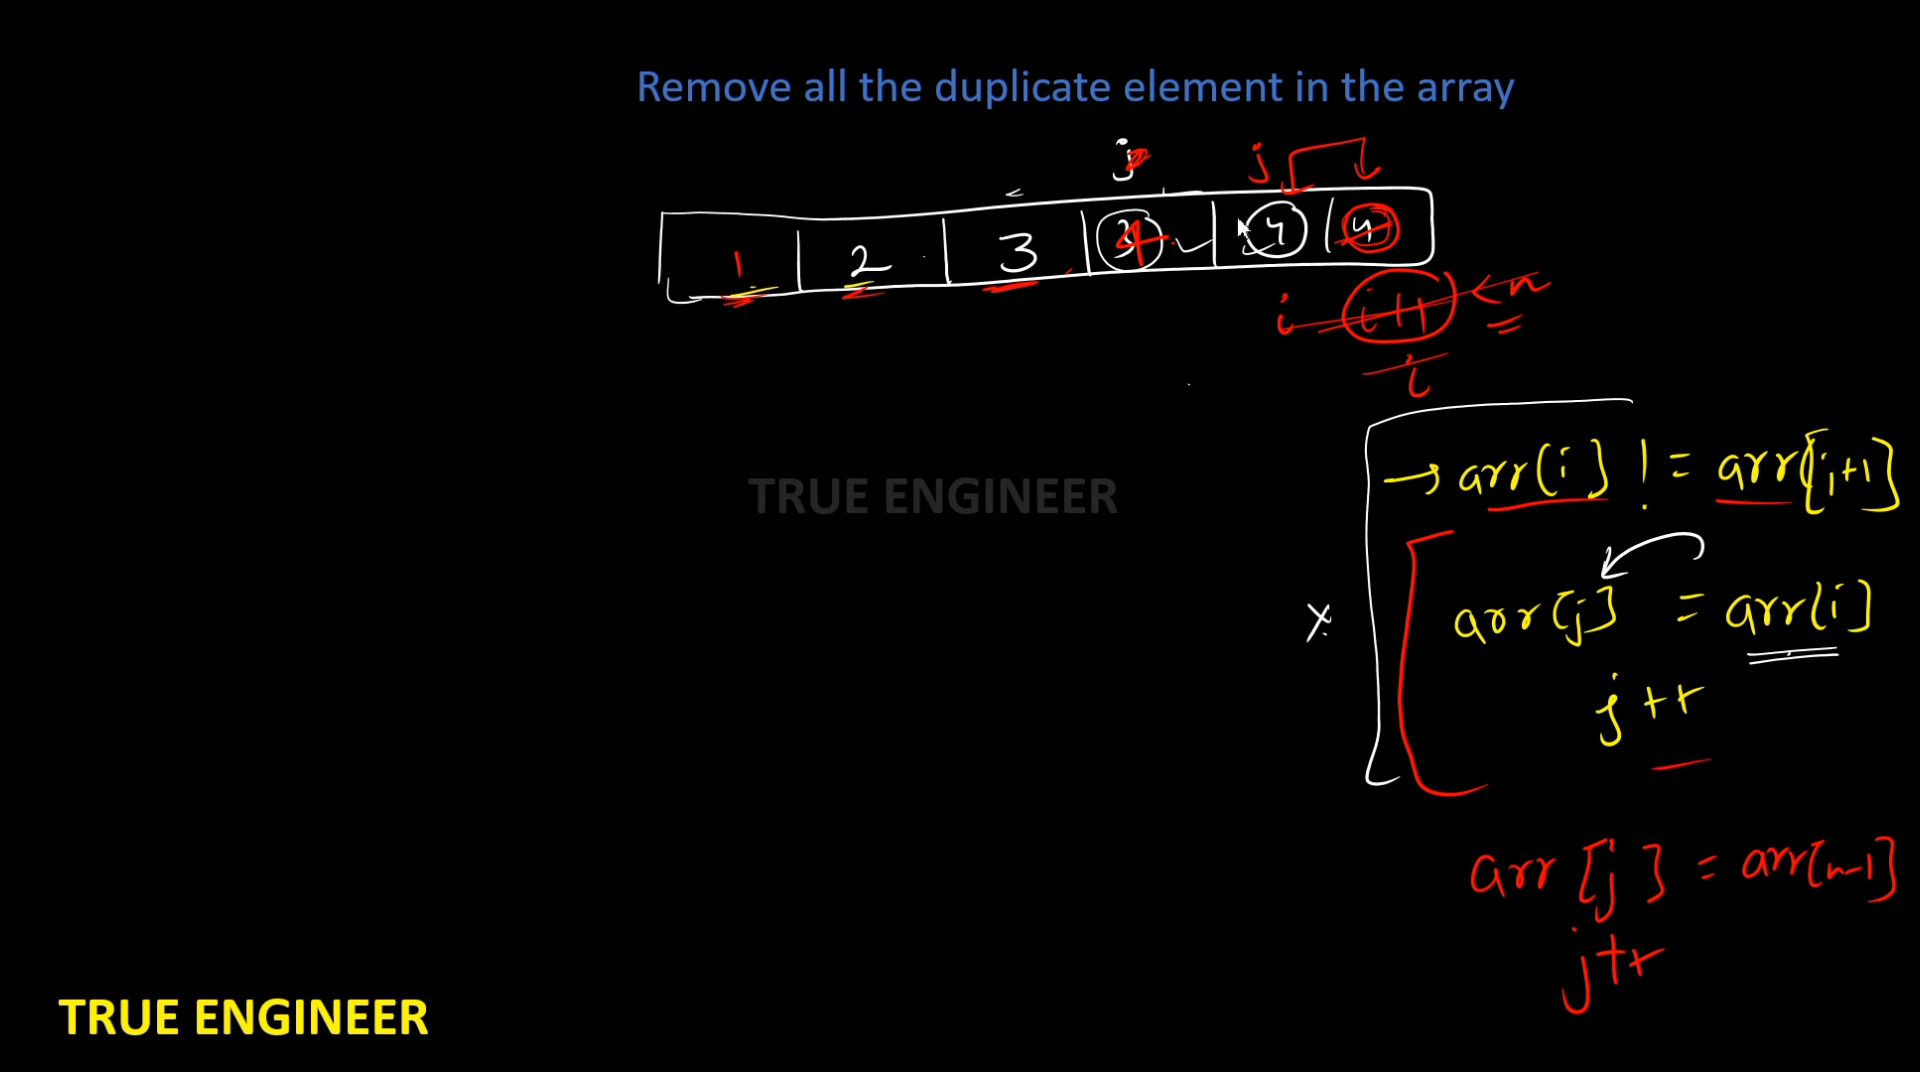 Remove all the duplicate element in the array
j j
1 2 3 4 4
i i+1 < n
i
→ arr[i] != arr[i+1]
TRUE ENGINEER
arr[j] = arr[i]
x
j++
arr[j] = arr[n-1]
j++
TRUE ENGINEER